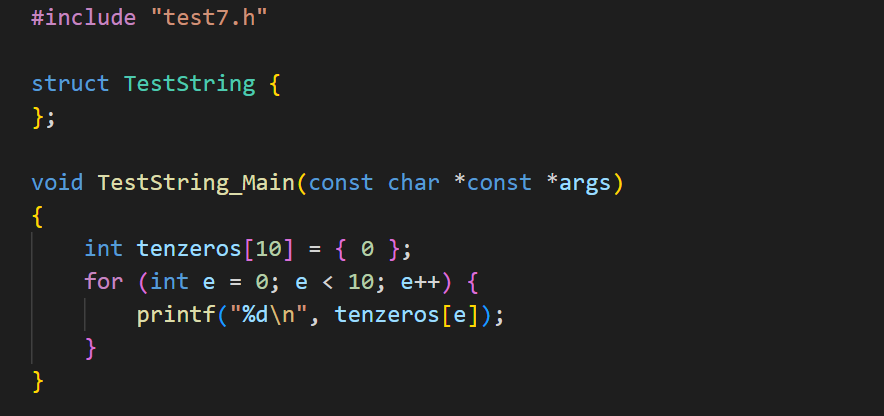 #include "test7.h"
struct TestString {
};
void TestString_Main(const char *const *args)
{
    int tenzeros[10] = { 0 };
    for (int e = 0; e < 10; e++) {
        printf("%d\n", tenzeros[e]);
    }
}